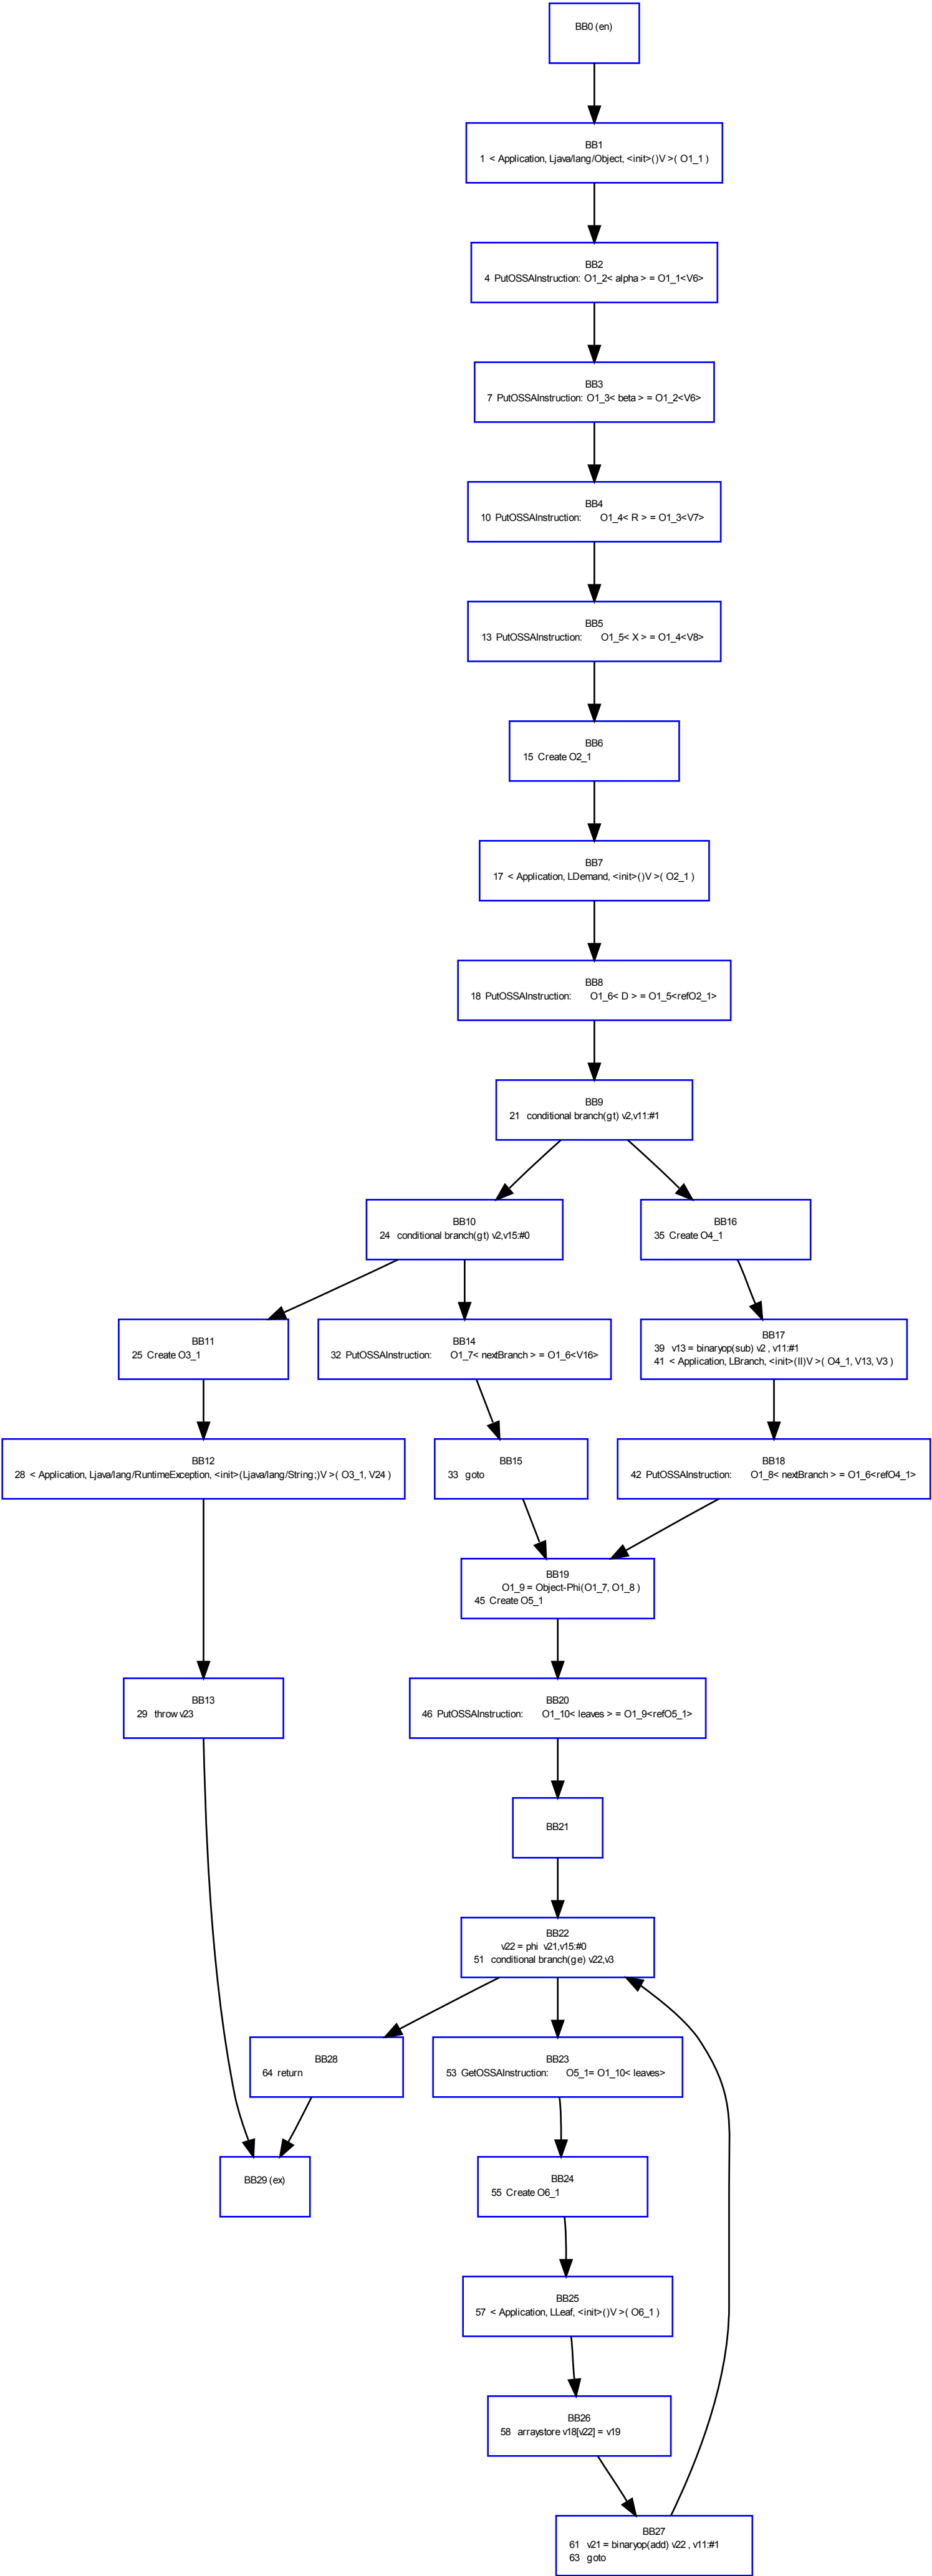 BB0 (en)
BB1
1 < Application, Ljava/lang/Object, <init>()V >( O1_1 )
BB2
4 PutOSSAInstruction: O1_2< alpha > = O1_1<V6>
BB3
7 PutOSSAInstruction: O1_3< beta > = O1_2<V6>
BB4
10 PutOSSAInstruction: O1_4< R > = O1_3<V7>
BB5
13 PutOSSAInstruction: O1_5< X > = O1_4<V8>
BB6
15 Create O2_1
BB7
17 < Application, LDemand, <init>()V >( O2_1 )
BB8
18 PutOSSAInstruction: O1_6< D > = O1_5<refO2_1>
BB9
21 conditional branch(gt) v2,v11:#1
BB10
24 conditional branch(gt) v2,v15:#0
BB16
35 Create O4_1
BB11
25 Create O3_1
BB14
32 PutOSSAInstruction: O1_7< nextBranch > = O1_6<V16>
BB17
39 v13 = binaryop(sub) v2 , v11:#1
41 < Application, LBranch, <init>(II)V >( O4_1, V13, V3 )
BB12
28 < Application, Ljava/lang/RuntimeException, <init>(Ljava/lang/String;)V >( O3_1, V24 )
BB15
33 goto
BB18
42 PutOSSAInstruction: O1_8< nextBranch > = O1_6<refO4_1>
BB19
O1_9 = Object-Phi(O1_7, O1_8 )
45 Create O5_1
BB13
29 throw v23
BB20
46 PutOSSAInstruction: O1_10< leaves > = O1_9<refO5_1>
BB21
BB22
v22 = phi v21,v15:#0
51 conditional branch(ge) v22,v3
BB28
64 return
BB23
53 GetOSSAInstruction: O5_1= O1_10< leaves>
BB29 (ex)
BB24
55 Create O6_1
BB25
57 < Application, LLeaf, <init>()V >( O6_1 )
BB26
58 arraystore v18[v22] = v19
BB27
61 v21 = binaryop(add) v22 , v11:#1
63 goto